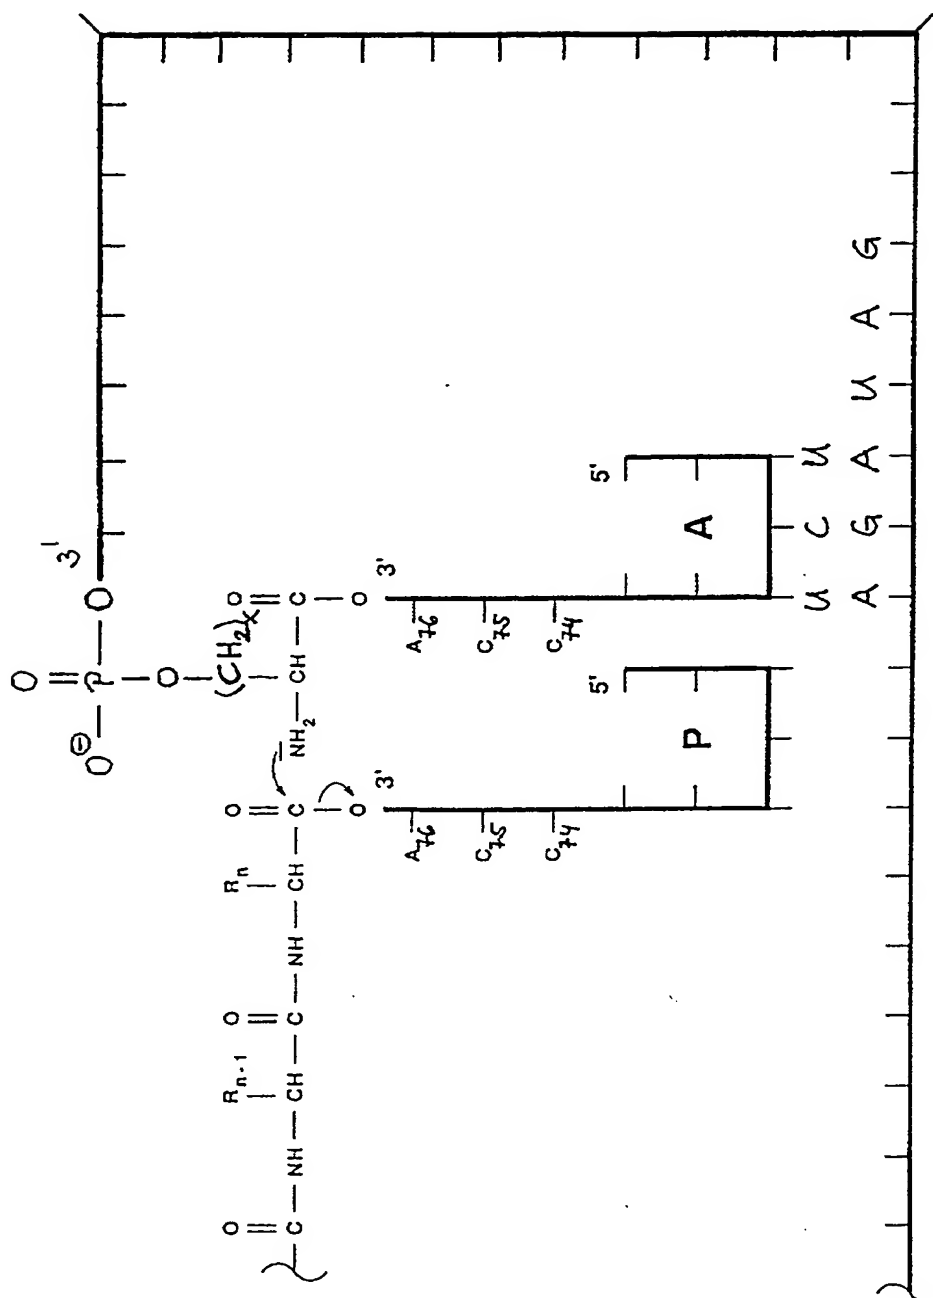 O
3'
O⊖ — P — O
O
O R n-1 O R n O (CH2)x O
C — NH — CH — C — NH — CH — C NH2 — CH — C
O 3' O 3'
A76 A76
C75 C75
C74 C74
5' 5'
P A
U C U
A G A U A G